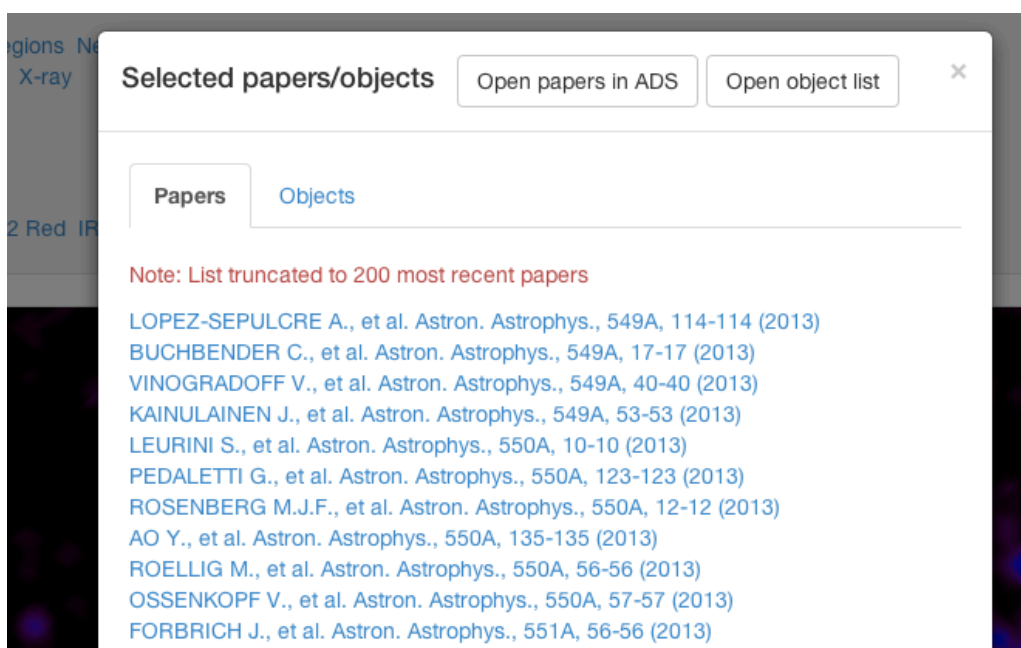 egions Ne
X-ray
2 Red IR
Selected papers/objects Open papers in ADS Open object list ×
Papers Objects
Note: List truncated to 200 most recent papers
LOPEZ-SEPULCRE A., et al. Astron. Astrophys., 549A, 114-114 (2013)
BUCHBENDER C., et al. Astron. Astrophys., 549A, 17-17 (2013)
VINOGRADOFF V., et al. Astron. Astrophys., 549A, 40-40 (2013)
KAINULAINEN J., et al. Astron. Astrophys., 549A, 53-53 (2013)
LEURINI S., et al. Astron. Astrophys., 550A, 10-10 (2013)
PEDALETTI G., et al. Astron. Astrophys., 550A, 123-123 (2013)
ROSENBERG M.J.F., et al. Astron. Astrophys., 550A, 12-12 (2013)
AO Y., et al. Astron. Astrophys., 550A, 135-135 (2013)
ROELLIG M., et al. Astron. Astrophys., 550A, 56-56 (2013)
OSSENKOPF V., et al. Astron. Astrophys., 550A, 57-57 (2013)
FORBRICH J., et al. Astron. Astrophys., 551A, 56-56 (2013)